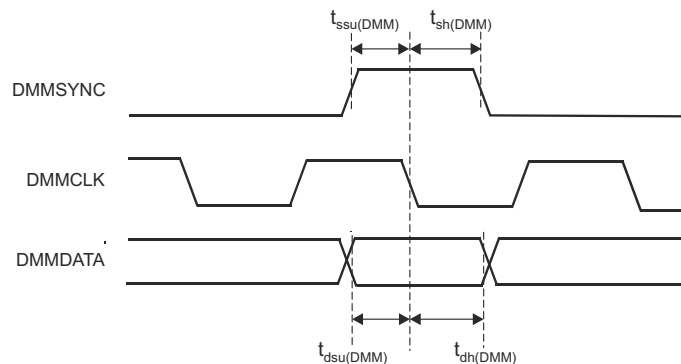 tssu(DMM) tsh(DMM)
DMMSYNC
DMMCLK
DMMDATA
tdsu(DMM) tdh(DMM)